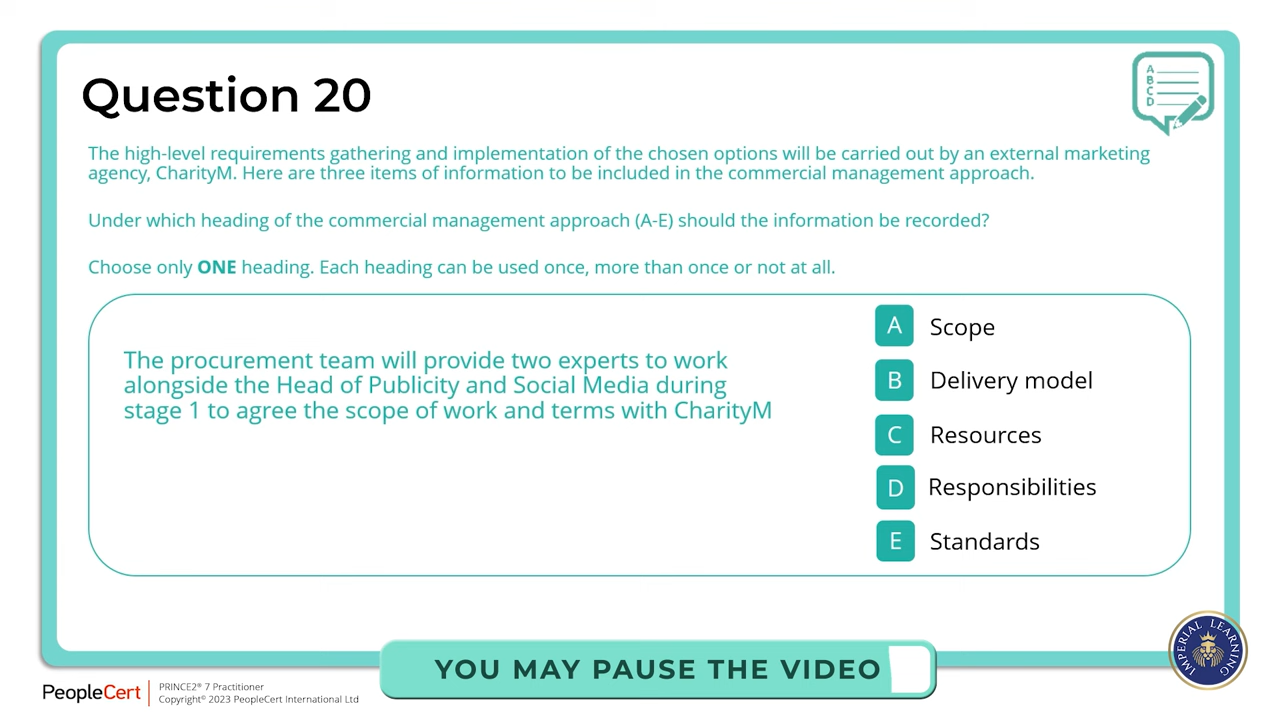 Question 20
A
B
C
D
The high-level requirements gathering and implementation of the chosen options will be carried out by an external marketing
agency, CharityM. Here are three items of information to be included in the commercial management approach.
Under which heading of the commercial management approach (A-E) should the information be recorded?
Choose only ONE heading. Each heading can be used once, more than once or not at all.
The procurement team will provide two experts to work
alongside the Head of Publicity and Social Media during
stage 1 to agree the scope of work and terms with CharityM
A Scope
B Delivery model
C Resources
D Responsibilities
E Standards
YOU MAY PAUSE THE VIDEO
IMPERIAL LEARNING
PeopleCert
PRINCE2® 7 Practitioner
Copyright© 2023 PeopleCert International Ltd